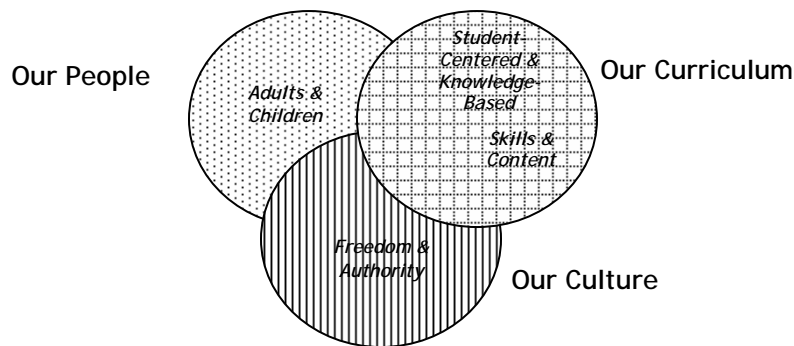 Our People
Adults &
Children
Student-
Centered &
Knowledge-
Based
Skills &
Content
Our Curriculum
Freedom &
Authority
Our Culture